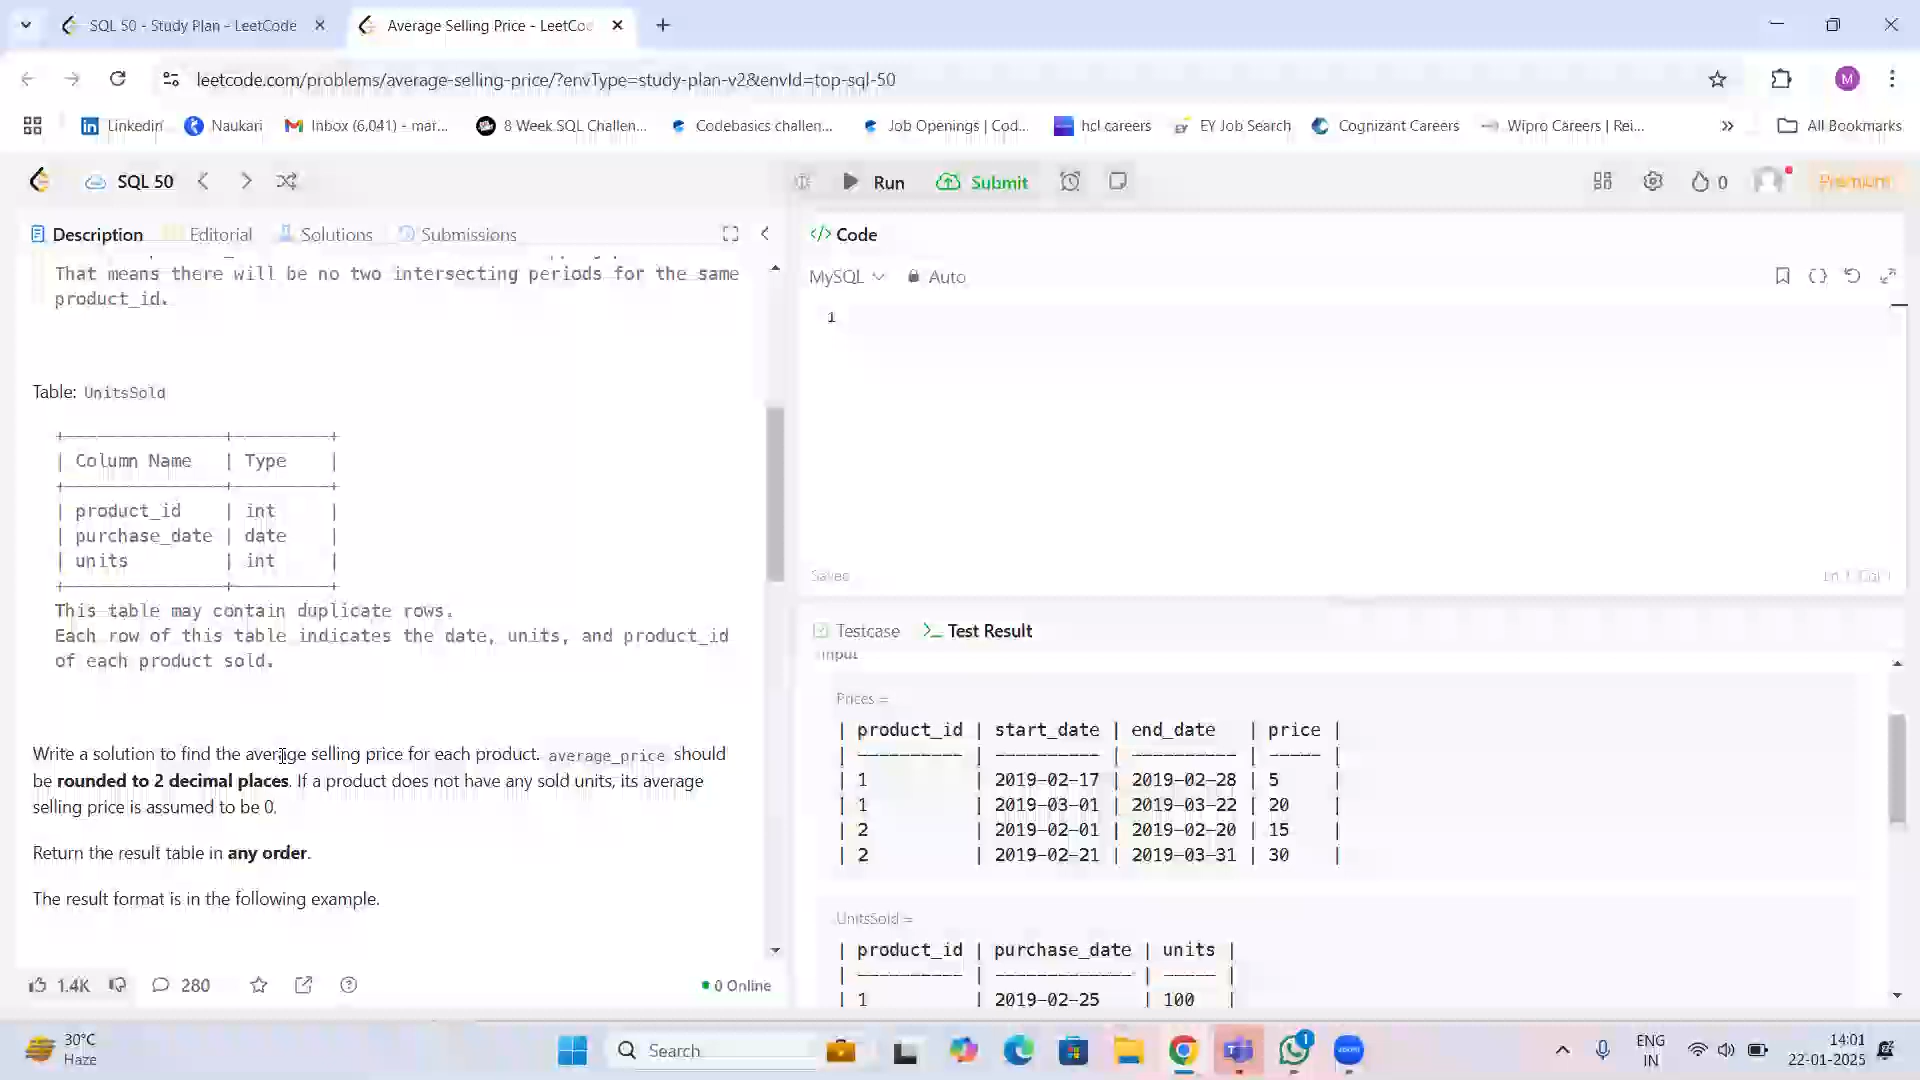 SQL 50 - Study Plan - LeetCode
Average Selling Price - LeetCo
leetcode.com/problems/average-selling-price/?envType=study-plan-v2&envId=top-sql-50
M
LinkedIn
Naukari
Inbox (6,041) - mar...
8 Week SQL Challen...
Codebasics challen...
Job Openings | Cod...
hcl careers
EY Job Search
Cognizant Careers
Wipro Careers | Rei...
All Bookmarks
SQL 50
Run
Submit
0
Premium
Description
Editorial
Solutions
Submissions
That means there will be no two intersecting periods for the same
product_id.
Table: UnitsSold
+---------------+---------+
| Column Name | Type |
+---------------+---------+
| product_id | int |
| purchase_date | date |
| units | int |
+---------------+---------+
This table may contain duplicate rows.
Each row of this table indicates the date, units, and product_id
of each product sold.
Write a solution to find the average selling price for each product. average_price should
be rounded to 2 decimal places. If a product does not have any sold units, its average
selling price is assumed to be 0.
Return the result table in any order.
The result format is in the following example.
1.4K
280
0 Online
Code
MySQL
Auto
1
Saved
Ln 1, Col 1
Testcase
Test Result
Input
Prices =
| product_id | start_date | end_date | price |
| ---------- | ---------- | ---------- | ----- |
| 1 | 2019-02-17 | 2019-02-28 | 5 |
| 1 | 2019-03-01 | 2019-03-22 | 20 |
| 2 | 2019-02-01 | 2019-02-20 | 15 |
| 2 | 2019-02-21 | 2019-03-31 | 30 |
UnitsSold =
| product_id | purchase_date | units |
| ---------- | ------------- | ----- |
| 1 | 2019-02-25 | 100 |
30°C
Haze
Search
1
zoom
ENG
IN
14:01
22-01-2025